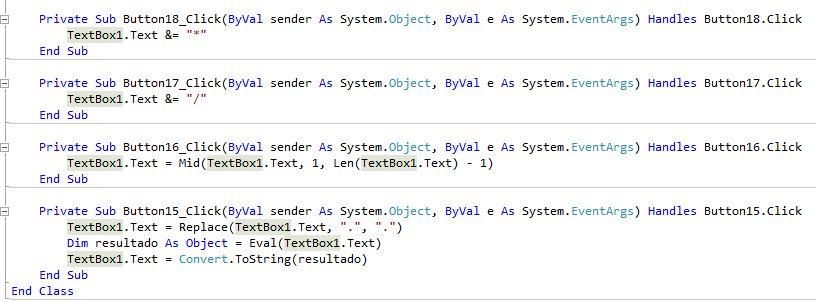 Private Sub Button18_Click(ByVal sender As System.Object, ByVal e As System.EventArgs) Handles Button18.Click
TextBox1.Text &= "*"
End Sub
Private Sub Button17_Click(ByVal sender As System.Object, ByVal e As System.EventArgs) Handles Button17.Click
TextBox1.Text &= "/"
End Sub
Private Sub Button16_Click(ByVal sender As System.Object, ByVal e As System.EventArgs) Handles Button16.Click
TextBox1.Text = Mid(TextBox1.Text, 1, Len(TextBox1.Text) - 1)
End Sub
Private Sub Button15_Click(ByVal sender As System.Object, ByVal e As System.EventArgs) Handles Button15.Click
TextBox1.Text = Replace(TextBox1.Text, ".", ".")
Dim resultado As Object = Eval(TextBox1.Text)
TextBox1.Text = Convert.ToString(resultado)
End Sub
End Class